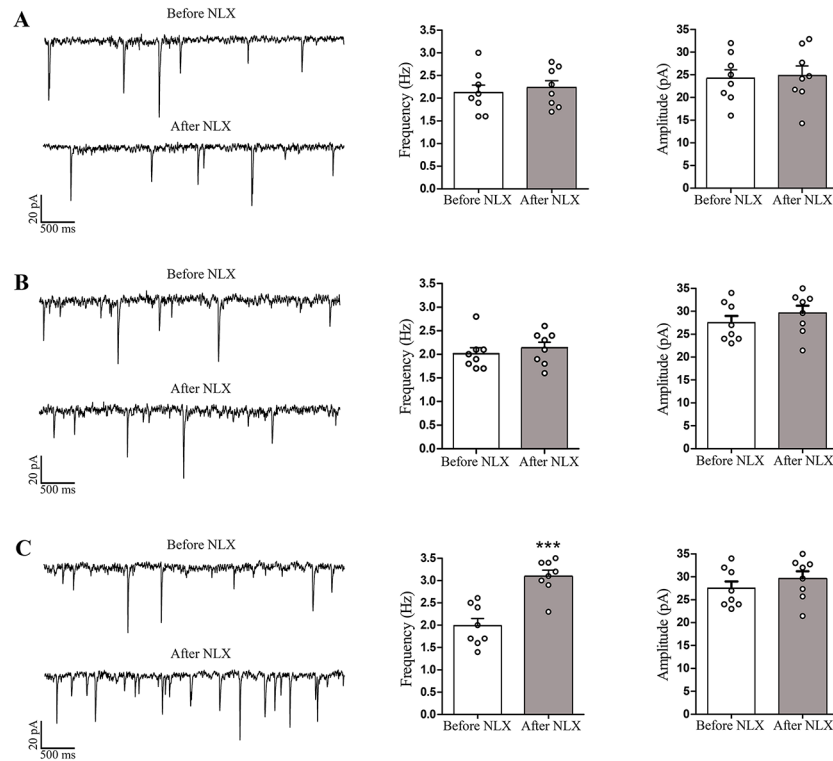 A
Before NLX
After NLX
20 pA
500 ms
Frequency (Hz)
3.5
3.0
2.5
2.0
1.5
1.0
0.5
0.0
Before NLX After NLX
Amplitude (pA)
35
30
25
20
15
10
5
0
Before NLX After NLX
B
Before NLX
After NLX
20 pA
500 ms
Frequency (Hz)
3.5
3.0
2.5
2.0
1.5
1.0
0.5
0.0
Before NLX After NLX
Amplitude (pA)
35
30
25
20
15
10
5
0
Before NLX After NLX
C
Before NLX
After NLX
20 pA
500 ms
Frequency (Hz)
3.5
3.0
2.5
2.0
1.5
1.0
0.5
0.0
***
Before NLX After NLX
Amplitude (pA)
35
30
25
20
15
10
5
0
Before NLX After NLX